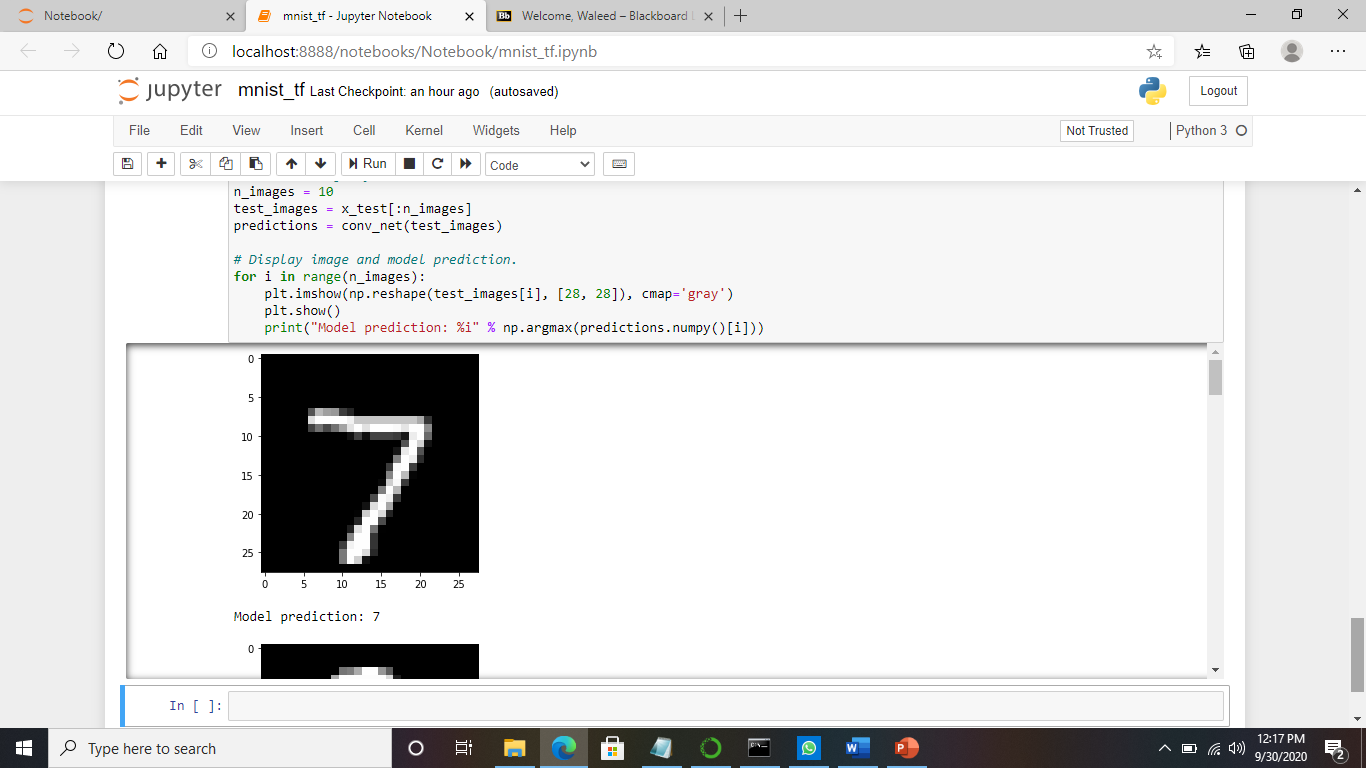 Notebook/
mnist_tf - Jupyter Notebook
Bb Welcome, Waleed – Blackboard
localhost:8888/notebooks/Notebook/mnist_tf.ipynb
jupyter mnist_tf Last Checkpoint: an hour ago (autosaved)
Logout
File Edit View Insert Cell Kernel Widgets Help
Not Trusted
Python 3
Run
Code
n_images = 10
test_images = x_test[:n_images]
predictions = conv_net(test_images)
# Display image and model prediction.
for i in range(n_images):
    plt.imshow(np.reshape(test_images[i], [28, 28]), cmap='gray')
    plt.show()
    print("Model prediction: %i" % np.argmax(predictions.numpy()[i]))
0
5
10
15
20
25
0 5 10 15 20 25
Model prediction: 7
0
In [ ]:
Type here to search
W
P
12:17 PM
9/30/2020
2